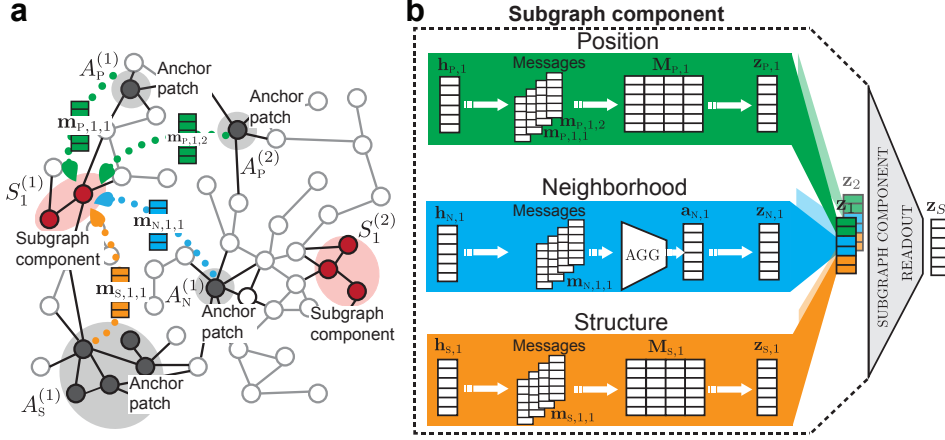 a
A_P^(1)
Anchor
patch
m_P,1,1
m_P,1,2
Anchor
patch
A_P^(2)
S_1^(1)
Subgraph
component
m_N,1,1
S_1^(2)
A_N^(1)
Anchor
patch
Subgraph
component
m_S,1,1
A_S^(1)
Anchor
patch
b
Subgraph component
Position
h_P,1
Messages
m_P,1,2
m_P,1,1
M_P,1
z_P,1
Neighborhood
h_N,1
Messages
m_N,1,1
AGG
a_N,1
z_N,1
Structure
h_S,1
Messages
m_S,1,1
M_S,1
z_S,1
z_2
z_1
SUBGRAPH COMPONENT
READOUT
z_S